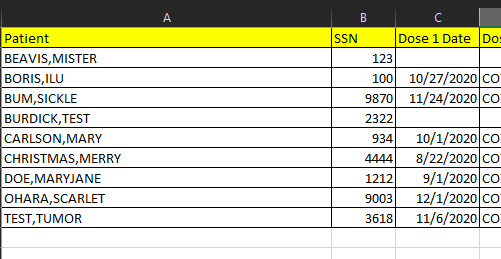 A B C
Patient SSN Dose 1 Date Dos
BEAVIS,MISTER 123
BORIS,ILU 100 10/27/2020 CO
BUM,SICKLE 9870 11/24/2020 CO
BURDICK,TEST 2322
CARLSON,MARY 934 10/1/2020 CO
CHRISTMAS,MERRY 4444 8/22/2020 CO
DOE,MARYJANE 1212 9/1/2020 CO
OHARA,SCARLET 9003 12/1/2020 CO
TEST,TUMOR 3618 11/6/2020 CO